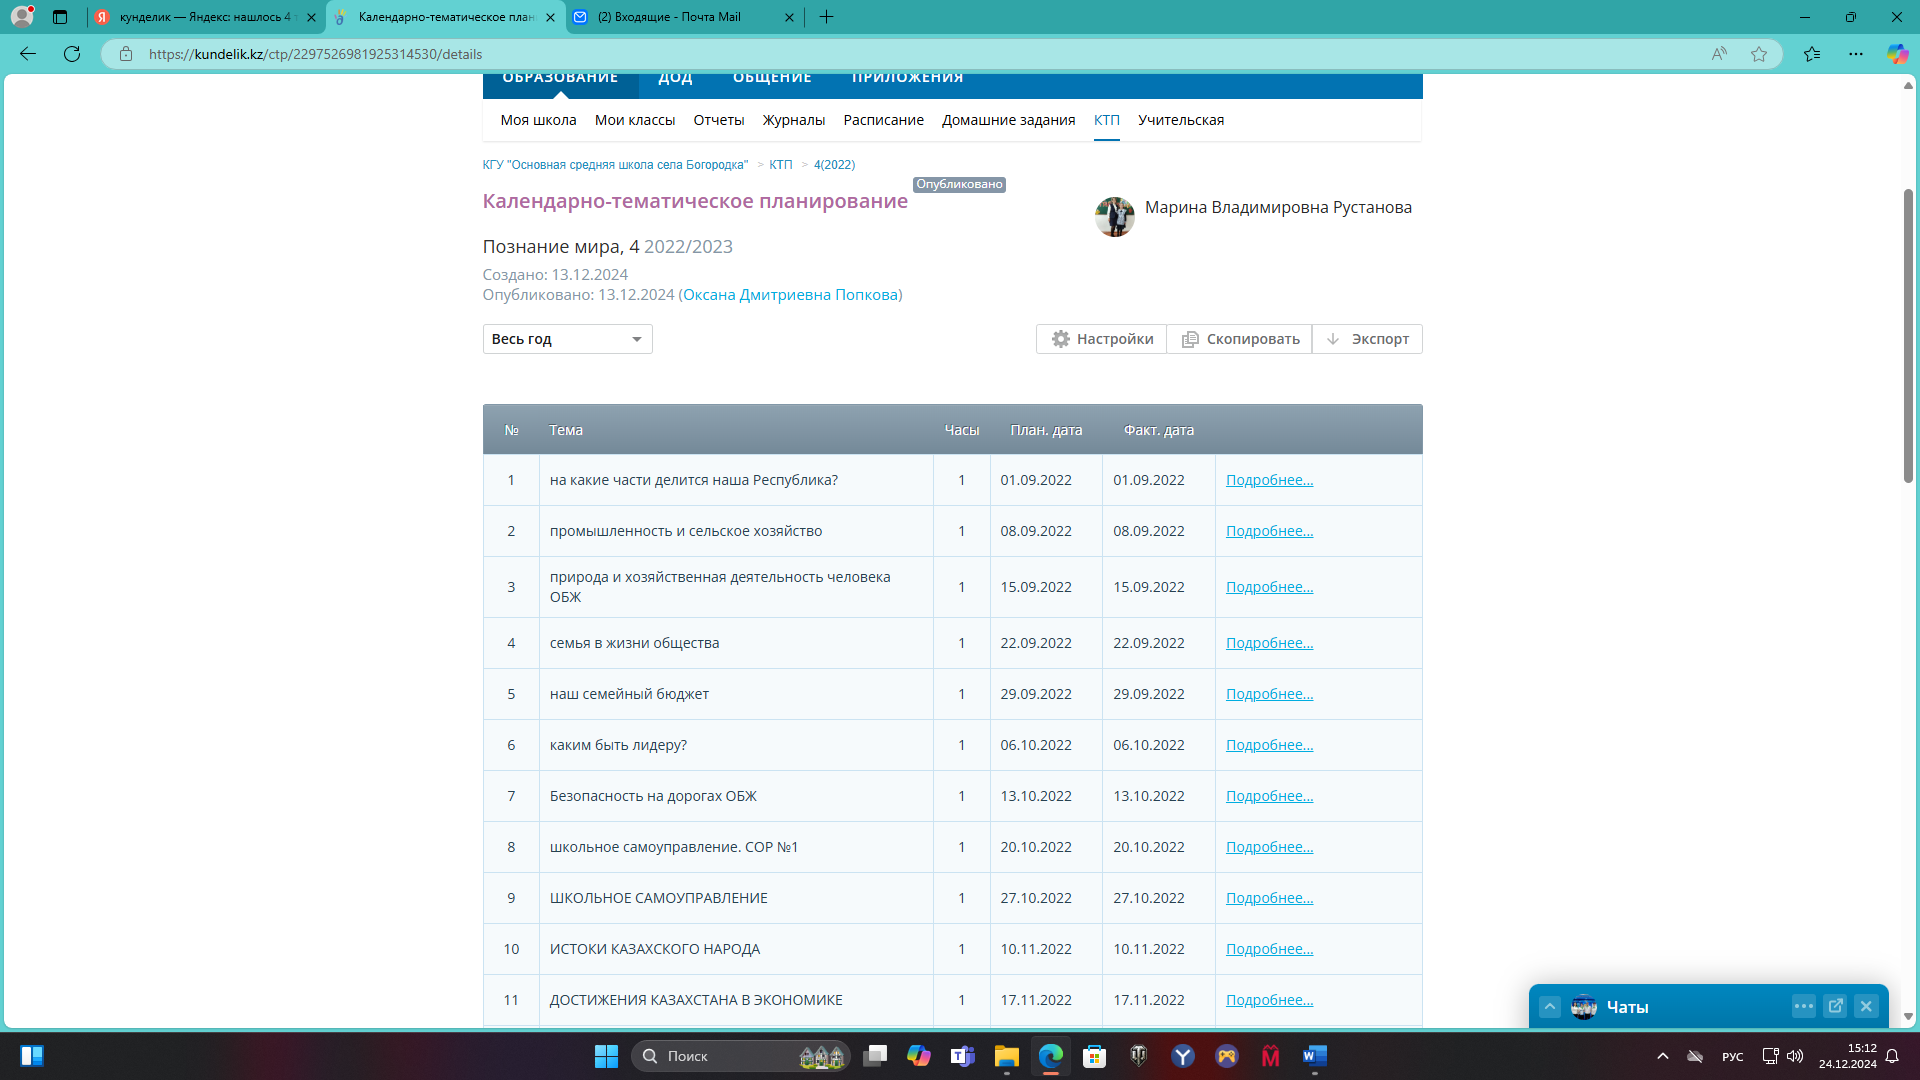 кунделик — Яндекс: нашлось 4 т
Календарно-тематическое план
(2) Входящие - Почта Mail
https://kundelik.kz/ctp/2297526981925314530/details
ОБРАЗОВАНИЕ ДОД ОБЩЕНИЕ ПРИЛОЖЕНИЯ
Моя школа Мои классы Отчеты Журналы Расписание Домашние задания КТП Учительская
КГУ "Основная средняя школа села Богородка" > КТП > 4(2022)
Опубликовано
Календарно-тематическое планирование
Марина Владимировна Рустанова
Познание мира, 4 2022/2023
Создано: 13.12.2024
Опубликовано: 13.12.2024 (Оксана Дмитриевна Попкова)
Весь год Настройки Скопировать Экспорт
№ Тема Часы План. дата Факт. дата
1 на какие части делится наша Республика? 1 01.09.2022 01.09.2022 Подробнее...
2 промышленность и сельское хозяйство 1 08.09.2022 08.09.2022 Подробнее...
3 природа и хозяйственная деятельность человека ОБЖ 1 15.09.2022 15.09.2022 Подробнее...
4 семья в жизни общества 1 22.09.2022 22.09.2022 Подробнее...
5 наш семейный бюджет 1 29.09.2022 29.09.2022 Подробнее...
6 каким быть лидеру? 1 06.10.2022 06.10.2022 Подробнее...
7 Безопасность на дорогах ОБЖ 1 13.10.2022 13.10.2022 Подробнее...
8 школьное самоуправление. СОР №1 1 20.10.2022 20.10.2022 Подробнее...
9 ШКОЛЬНОЕ САМОУПРАВЛЕНИЕ 1 27.10.2022 27.10.2022 Подробнее...
10 ИСТОКИ КАЗАХСКОГО НАРОДА 1 10.11.2022 10.11.2022 Подробнее...
11 ДОСТИЖЕНИЯ КАЗАХСТАНА В ЭКОНОМИКЕ 1 17.11.2022 17.11.2022 Подробнее...
Чаты
Поиск
РУС
15:12
24.12.2024